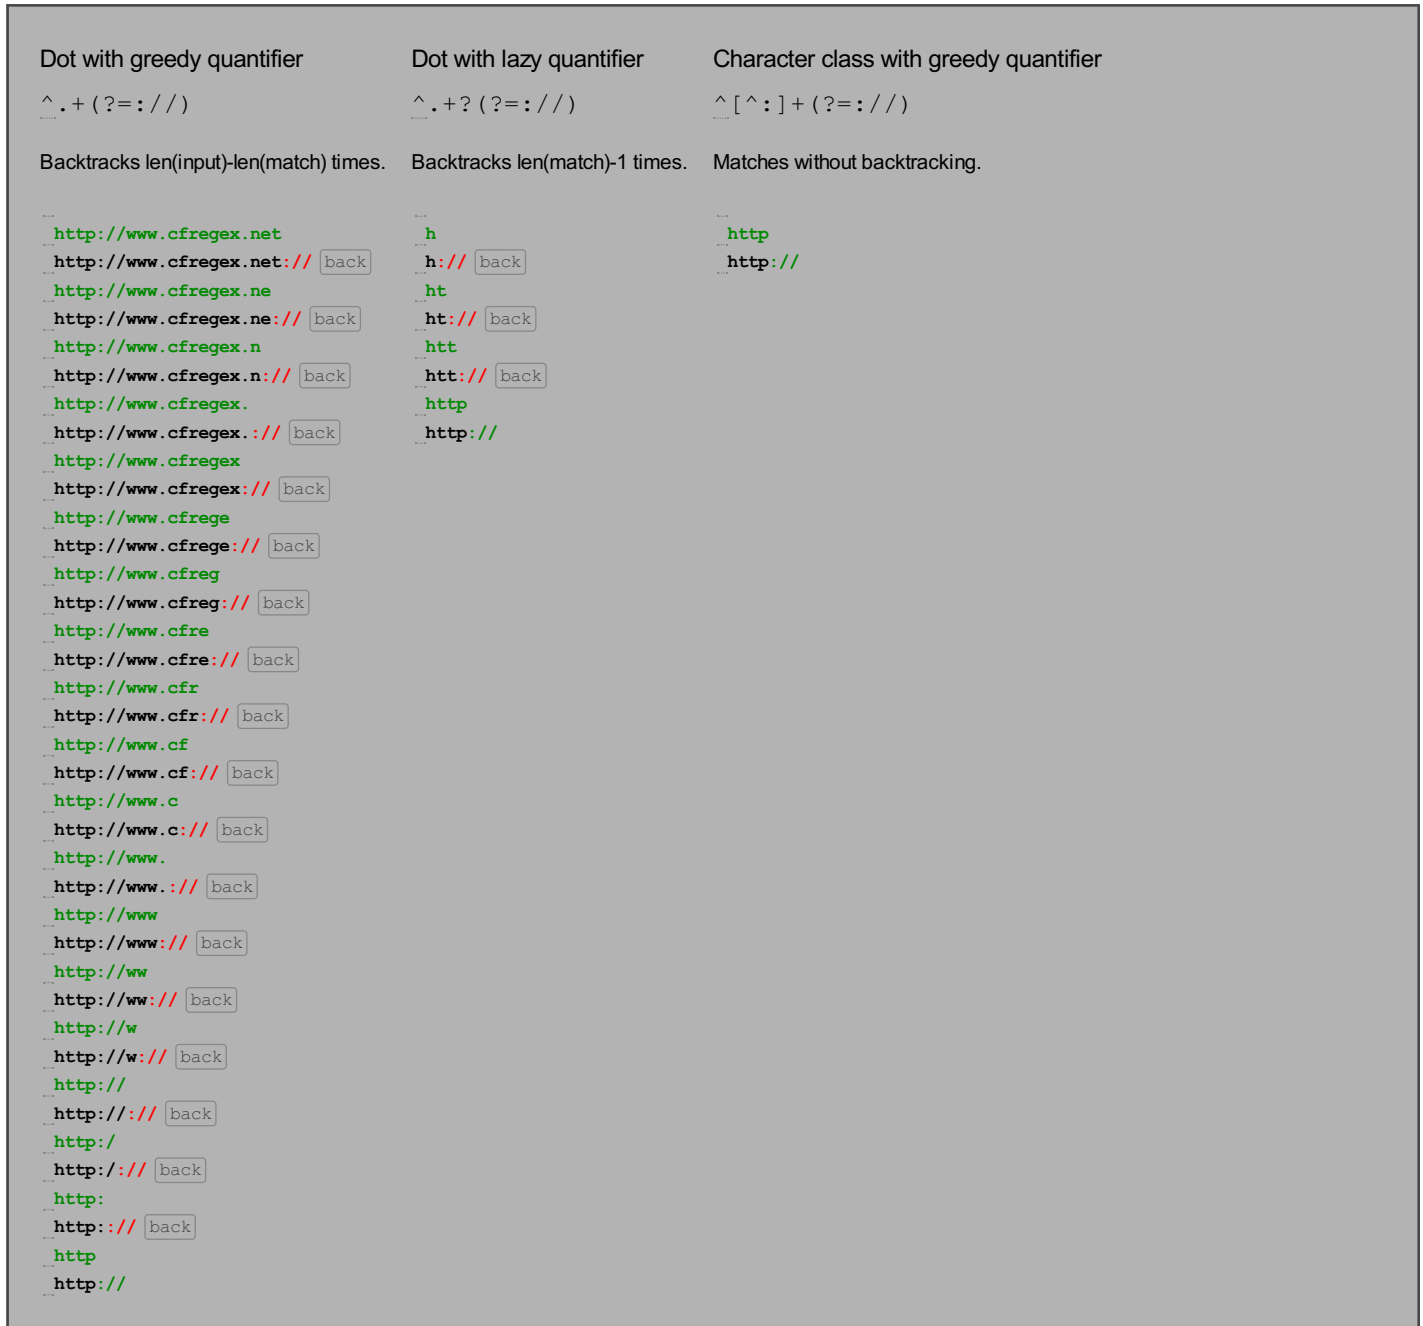 Dot with greedy quantifier
^.+(?=://)
Backtracks len(input)-len(match) times.
http://www.cfregex.net
http://www.cfregex.net:// back
http://www.cfregex.ne
http://www.cfregex.ne:// back
http://www.cfregex.n
http://www.cfregex.n:// back
http://www.cfregex.
http://www.cfregex.:// back
http://www.cfregex
http://www.cfregex:// back
http://www.cfrege
http://www.cfrege:// back
http://www.cfreg
http://www.cfreg:// back
http://www.cfre
http://www.cfre:// back
http://www.cfr
http://www.cfr:// back
http://www.cf
http://www.cf:// back
http://www.c
http://www.c:// back
http://www.
http://www.:// back
http://www
http://www:// back
http://ww
http://ww:// back
http://w
http://w:// back
http://
http://:// back
http:/
http:/:// back
http:
http::// back
http
http://
Dot with lazy quantifier
^.+?(?=://)
Backtracks len(match)-1 times.
h
h:// back
ht
ht:// back
htt
htt:// back
http
http://
Character class with greedy quantifier
^[^:]+(?=://)
Matches without backtracking.
http
http://